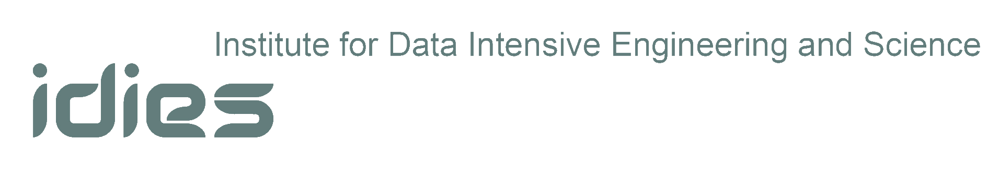 Institute for Data Intensive Engineering and Science
idies